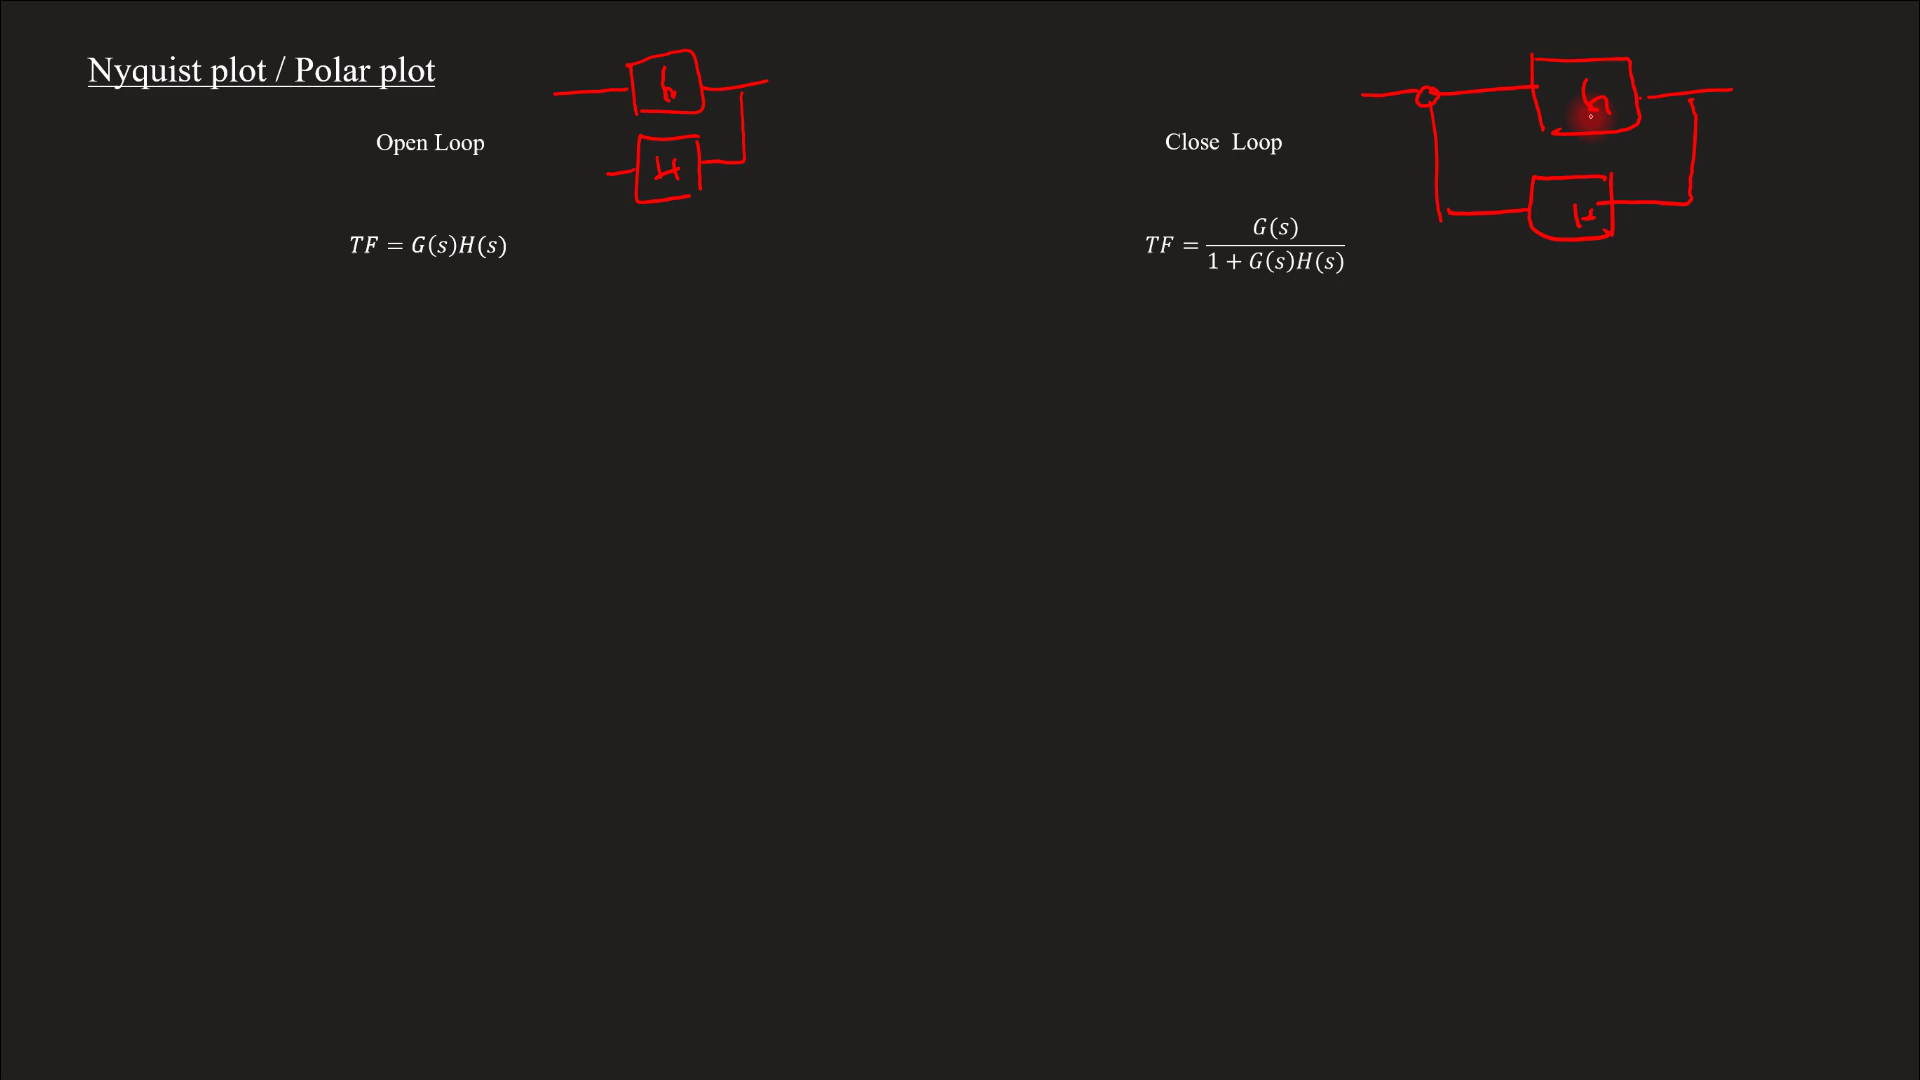 Nyquist plot / Polar plot
Open Loop
H
TF = G(s)H(s)
Close Loop
TF = G(s) / 1 + G(s)H(s)